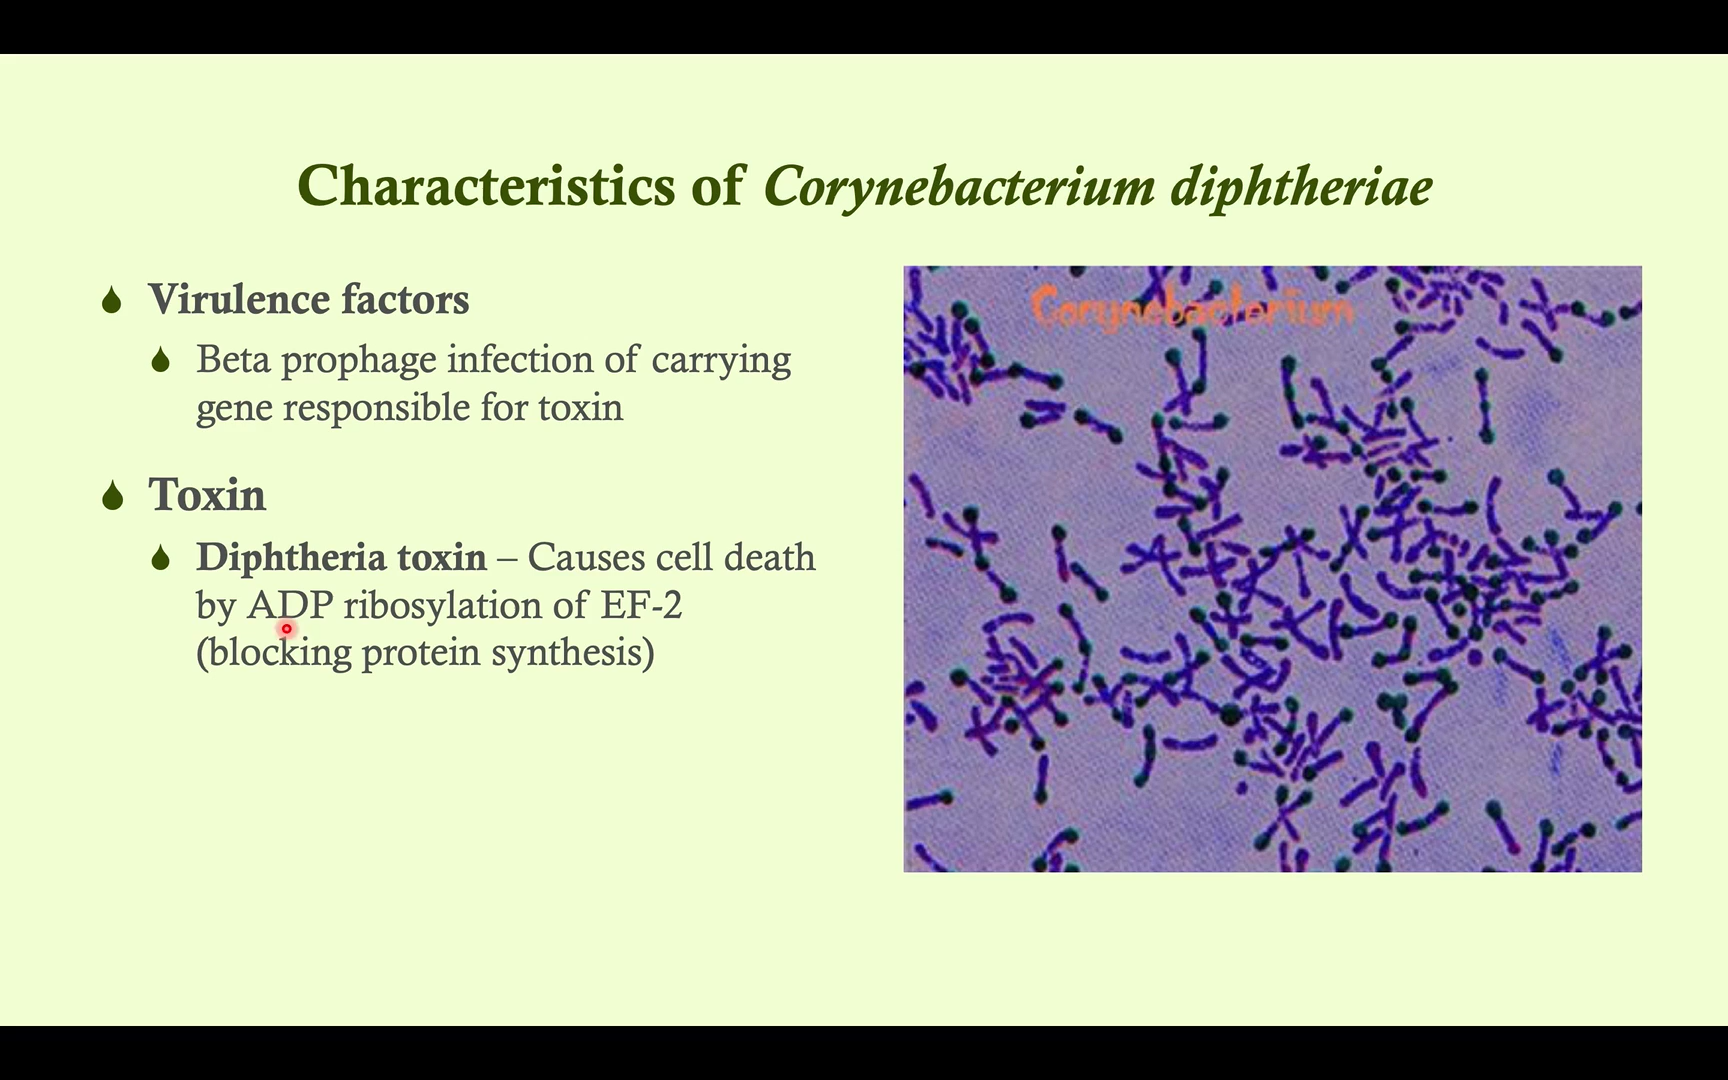 Characteristics of Corynebacterium diphtheriae
Virulence factors
Beta prophage infection of carrying
gene responsible for toxin
Toxin
Diphtheria toxin – Causes cell death
by ADP ribosylation of EF-2
(blocking protein synthesis)
Corynebacterium